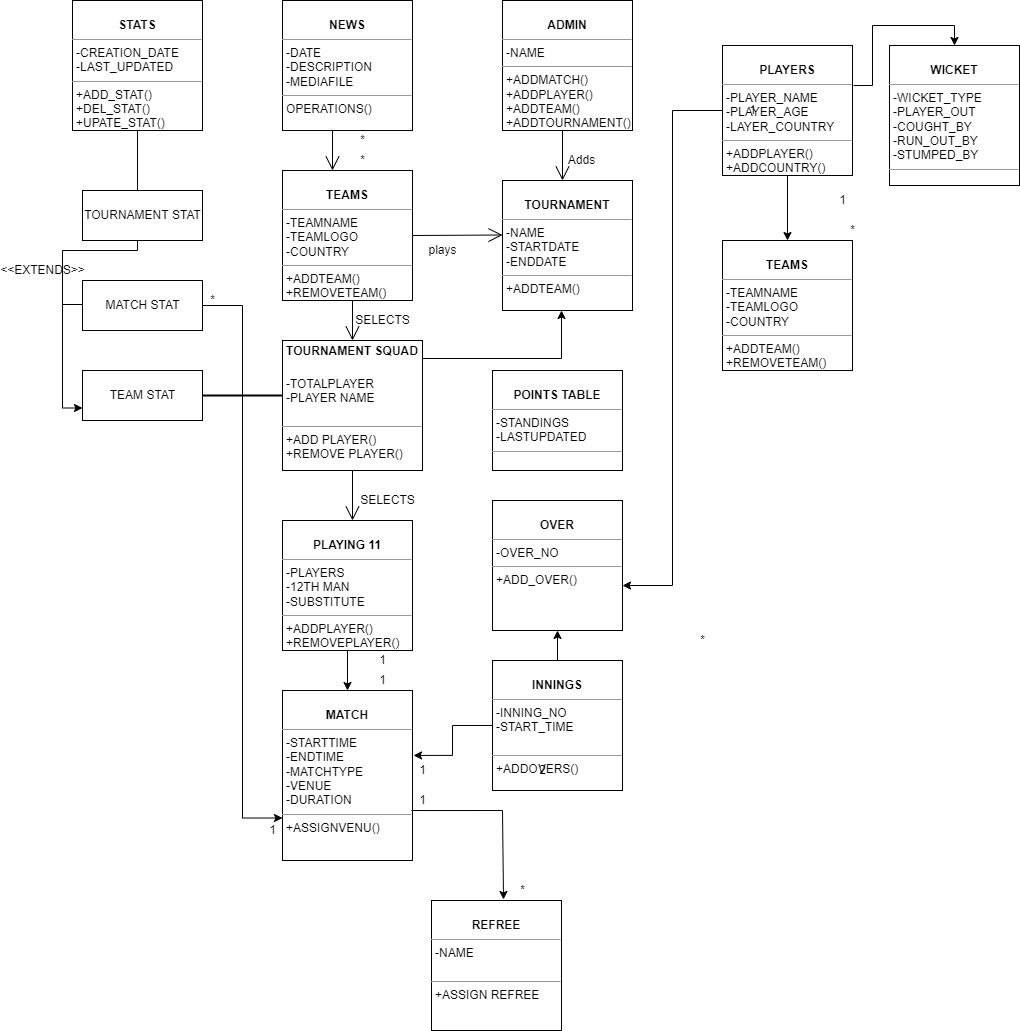 STATS
-CREATION_DATE
-LAST_UPDATED
+ADD_STAT()
+DEL_STAT()
+UPATE_STAT()
NEWS
-DATE
-DESCRIPTION
-MEDIAFILE
OPERATIONS()
*
*
ADMIN
-NAME
+ADDMATCH()
+ADDPLAYER()
+ADDTEAM()
+ADDTOURNAMENT()
Adds
PLAYERS
-PLAYER_NAME
-PLAYER_AGE
-LAYER_COUNTRY
+ADDPLAYER()
+ADDCOUNTRY()
1
1
*
WICKET
-WICKET_TYPE
-PLAYER_OUT
-COUGHT_BY
-RUN_OUT_BY
-STUMPED_BY
TOURNAMENT STAT
<<EXTENDS>>
MATCH STAT
*
TEAM STAT
TEAMS
-TEAMNAME
-TEAMLOGO
-COUNTRY
+ADDTEAM()
+REMOVETEAM()
plays
SELECTS
TOURNAMENT
-NAME
-STARTDATE
-ENDDATE
+ADDTEAM()
TEAMS
-TEAMNAME
-TEAMLOGO
-COUNTRY
+ADDTEAM()
+REMOVETEAM()
TOURNAMENT SQUAD
-TOTALPLAYER
-PLAYER NAME
+ADD PLAYER()
+REMOVE PLAYER()
SELECTS
POINTS TABLE
-STANDINGS
-LASTUPDATED
PLAYING 11
-PLAYERS
-12TH MAN
-SUBSTITUTE
+ADDPLAYER()
+REMOVEPLAYER()
1
1
OVER
-OVER_NO
+ADD_OVER()
*
INNINGS
-INNING_NO
-START_TIME
+ADDOVERS()
2
MATCH
-STARTTIME
-ENDTIME
-MATCHTYPE
-VENUE
-DURATION
+ASSIGNVENU()
1
1
1
*
REFREE
-NAME
+ASSIGN REFREE